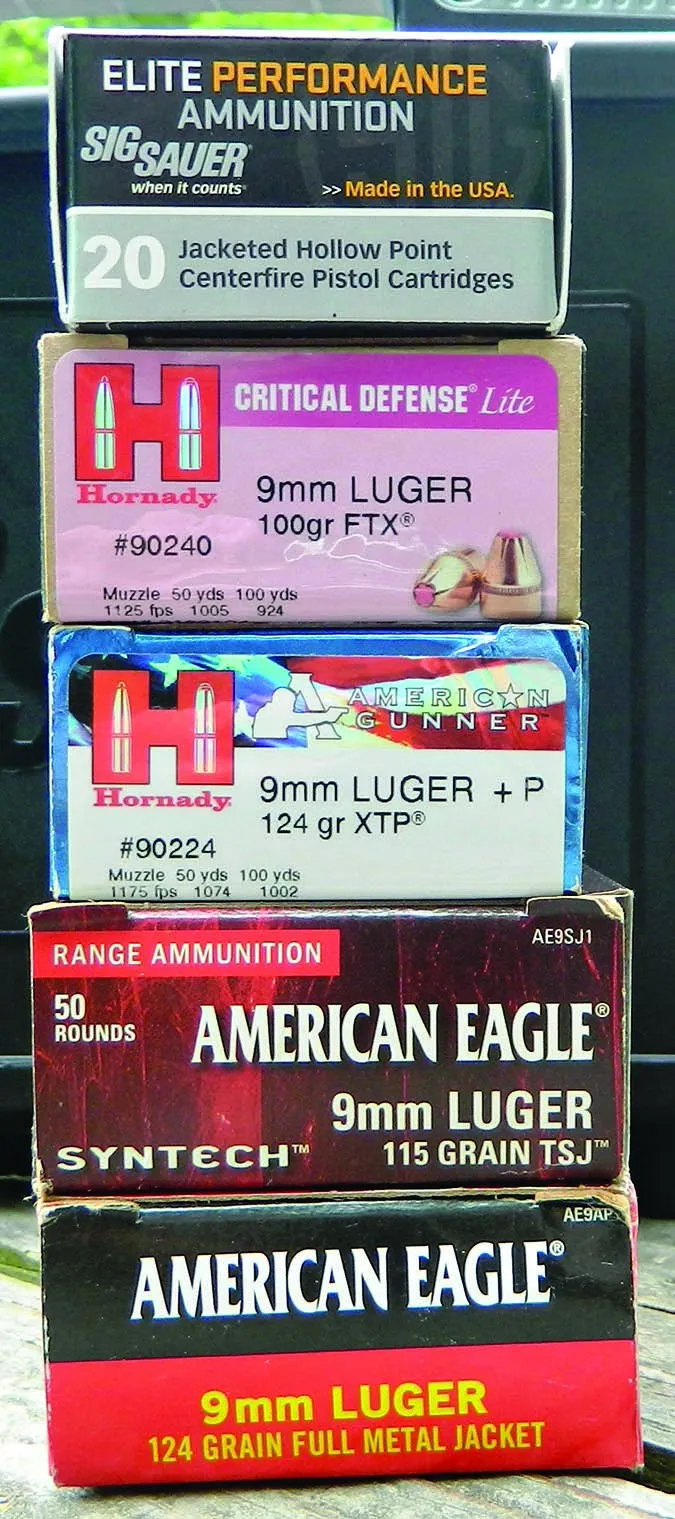 ELITE PERFORMANCE
AMMUNITION
SIG SAUER®
when it counts®
>> Made in the USA.
20 Jacketed Hollow Point
Centerfire Pistol Cartridges
H CRITICAL DEFENSE® Lite
Hornady®
9mm LUGER
100gr FTX®
#90240
Muzzle 50 yds 100 yds
1125 fps 1005 924
H AMERICAN
GUNNER™
Hornady®
9mm LUGER + P
124 gr XTP®
#90224
Muzzle 50 yds 100 yds
1175 fps 1074 1002
RANGE AMMUNITION
AE9SJ1
50
ROUNDS
AMERICAN EAGLE®
9mm LUGER
SYNTECH™
115 GRAIN TSJ™
AE9AP
AMERICAN EAGLE®
9mm LUGER
124 GRAIN FULL METAL JACKET